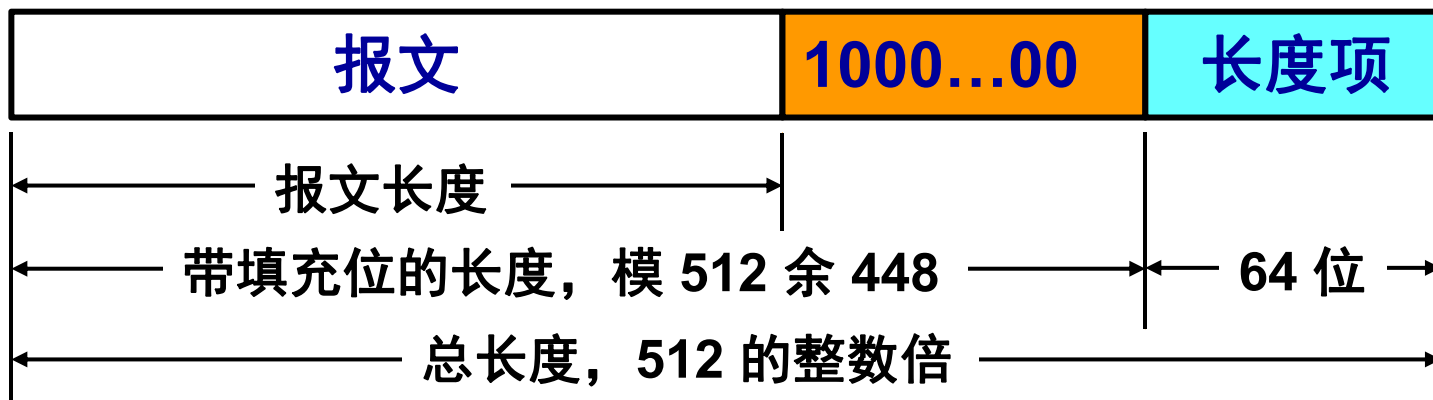 报文 1000…00 长度项
报文长度
带填充位的长度，模 512 余 448 64 位
总长度，512 的整数倍